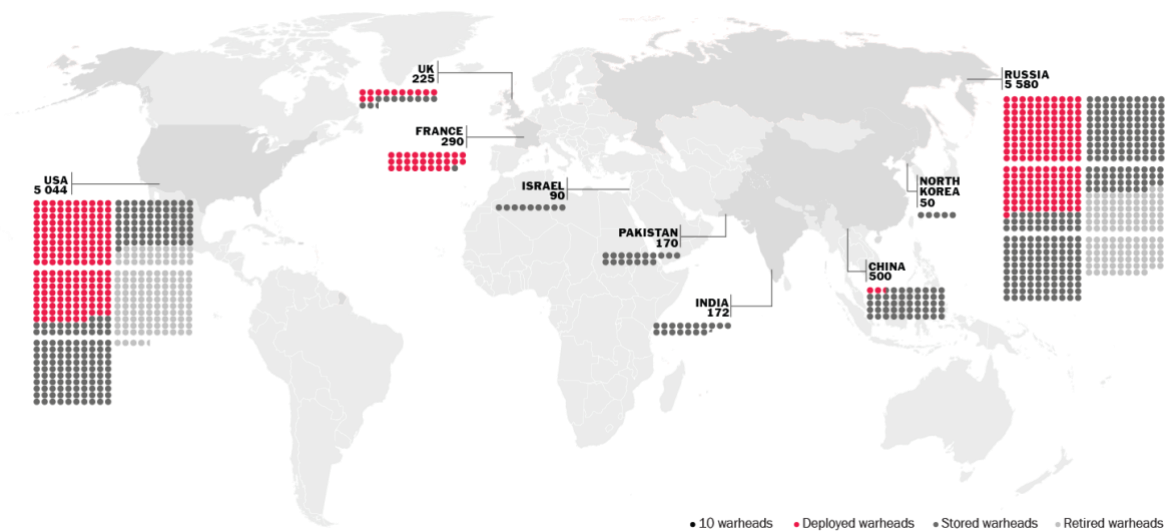 UK
225
FRANCE
290
USA
5 044
ISRAEL
90
PAKISTAN
170
INDIA
172
RUSSIA
5 580
NORTH
KOREA
50
CHINA
500
10 warheads
Deployed warheads
Stored warheads
Retired warheads